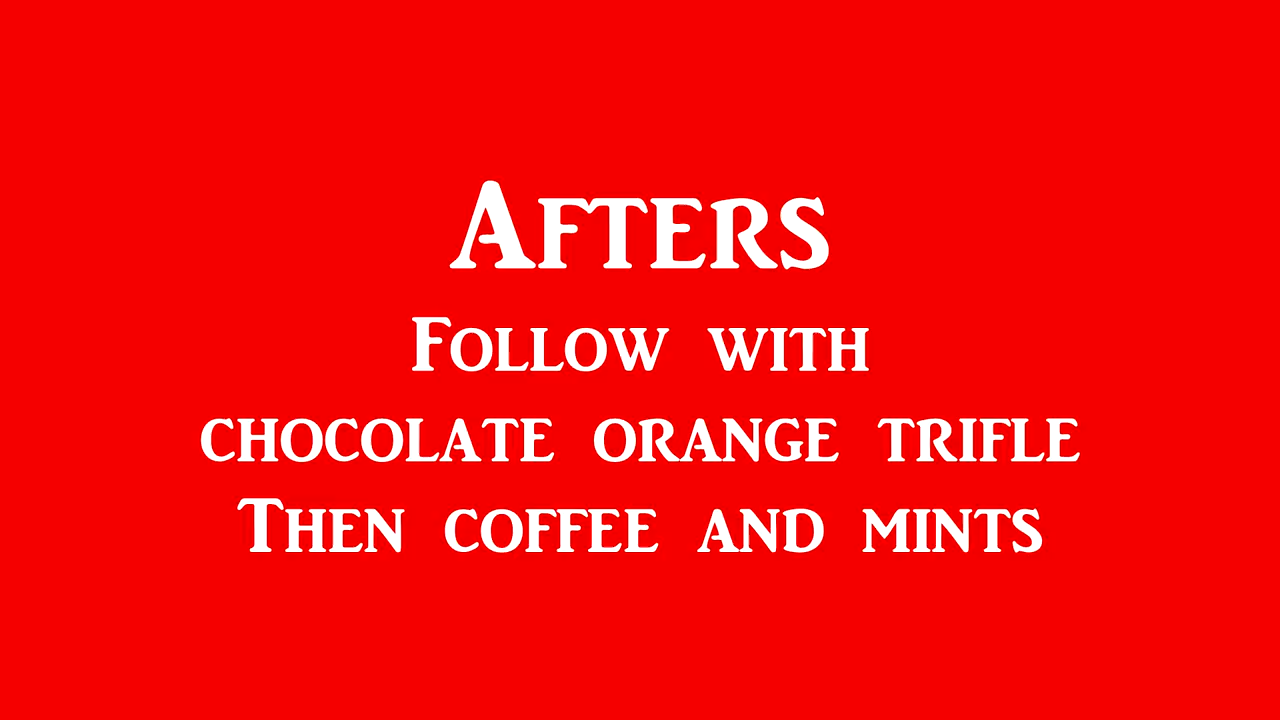 Afters
Follow with
chocolate orange trifle
Then coffee and mints